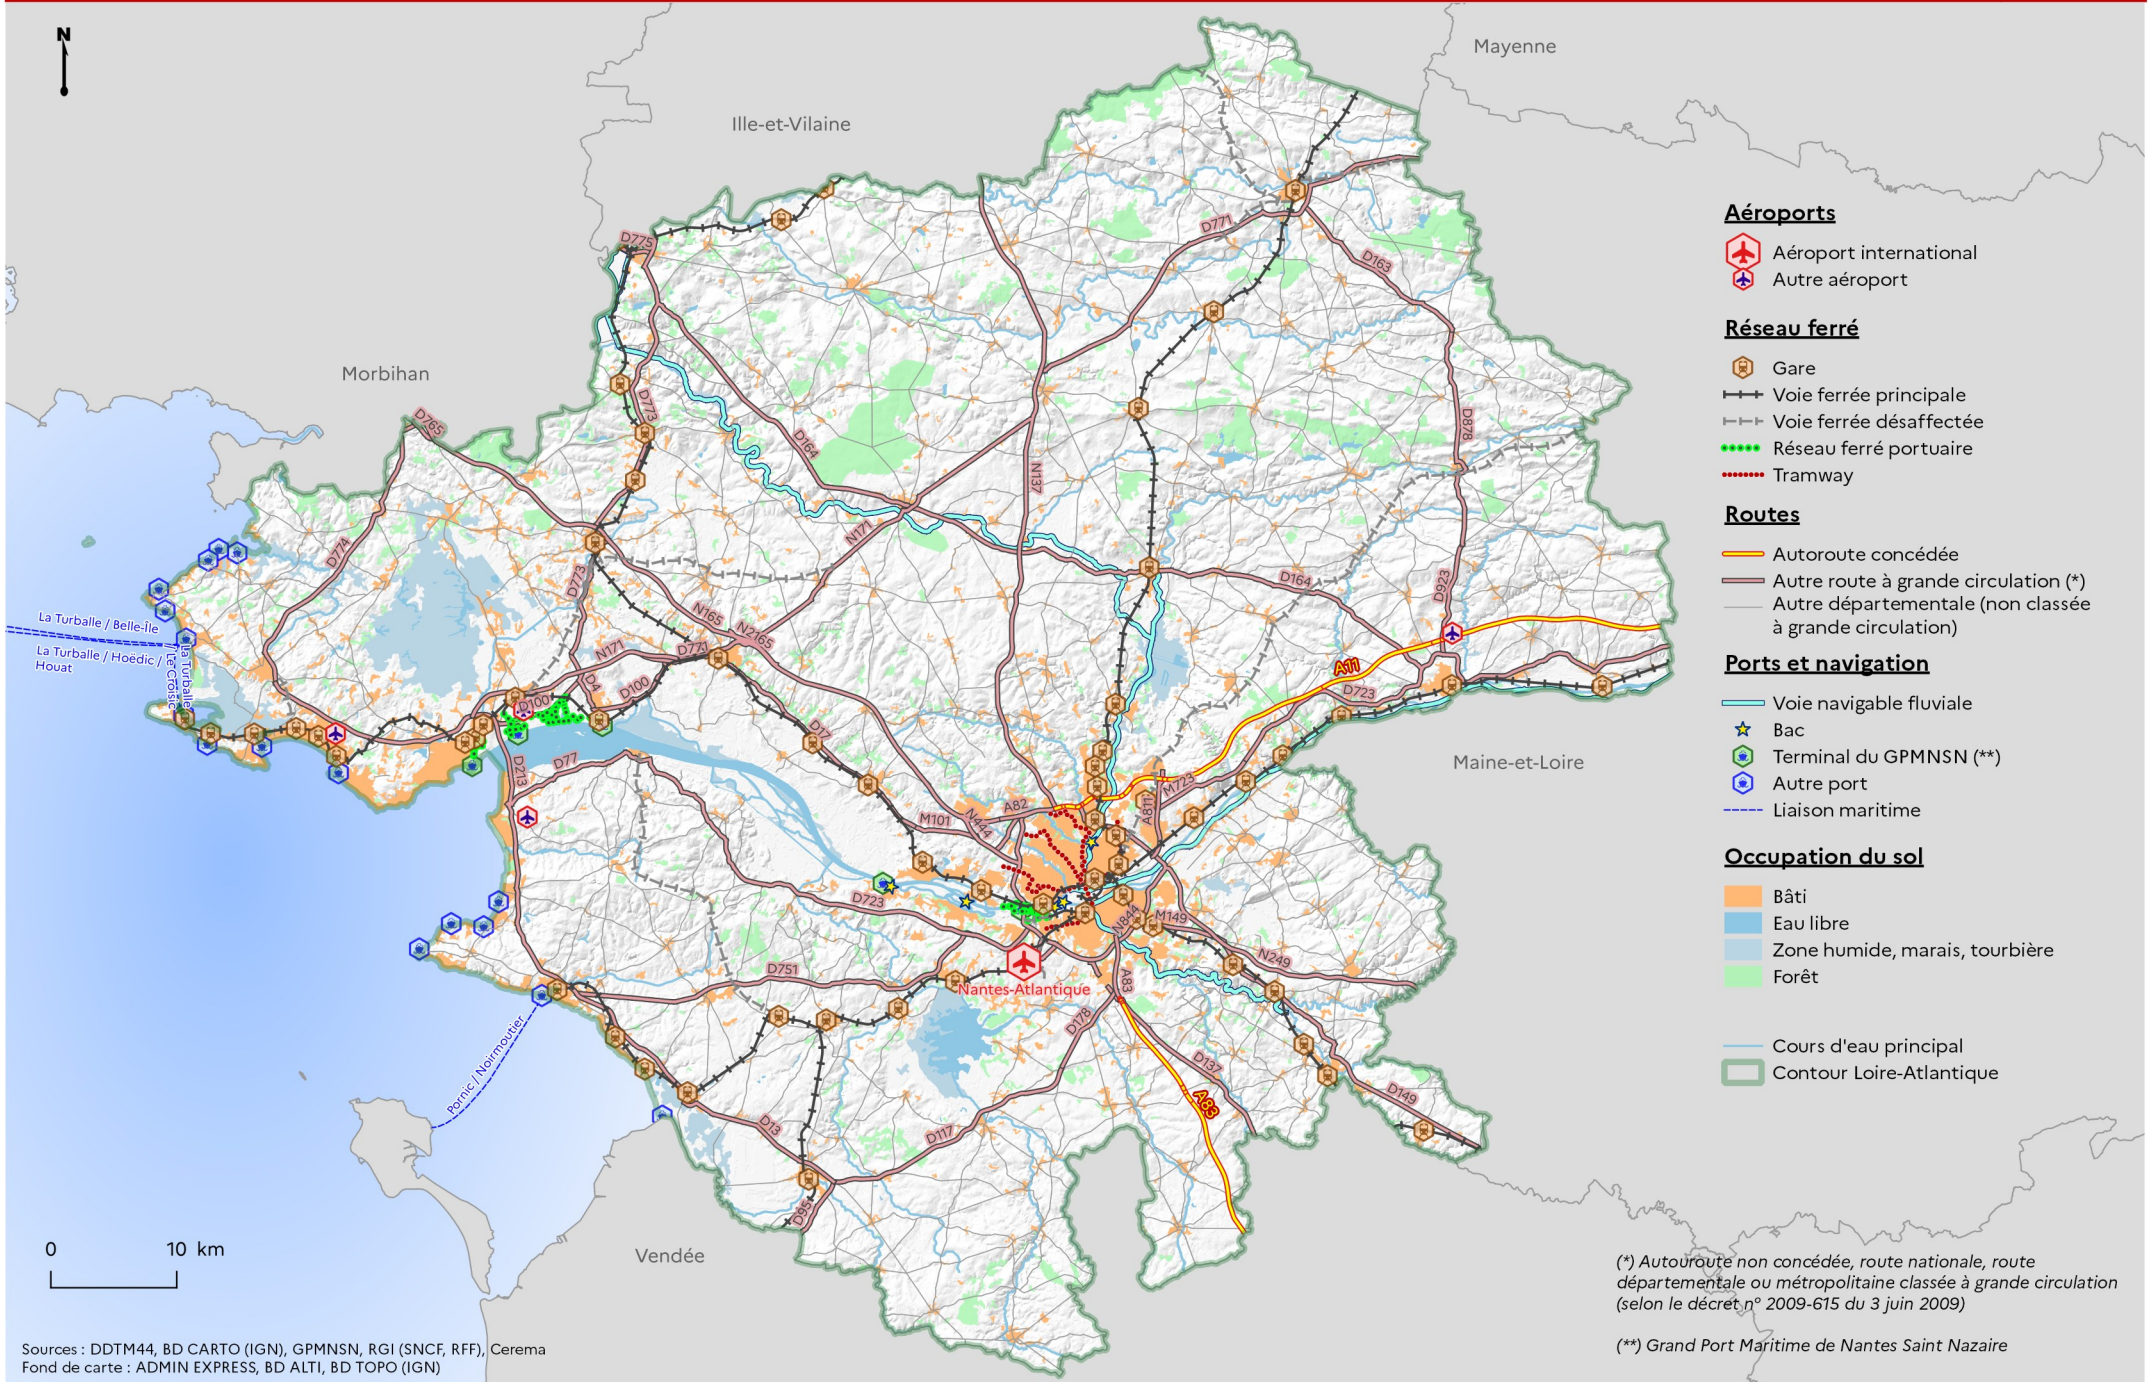 N
Mayenne
Ille-et-Vilaine
Morbihan
Maine-et-Loire
Vendée
D775
D771
D163
D773
D765
D164
D878
N137
N171
D774
D773
D164
D923
N165
N2165
D771
N171
D4
D100
D100
A11
D723
D17
D77
D213
A82
M723
A811
M101
N444
D723
N844
M149
N249
D751
A83
Nantes-Atlantique
D178
D137
A83
D149
D13
D117
D95
La Turballe / Belle-Île
La Turballe / Hoëdic /
Houat
La Turballe
/ Le Croisic
Pornic / Noirmoutier
0 10 km
Sources : DDTM44, BD CARTO (IGN), GPMNSN, RGI (SNCF, RFF), Cerema
Fond de carte : ADMIN EXPRESS, BD ALTI, BD TOPO (IGN)
Aéroports
Aéroport international
Autre aéroport
Réseau ferré
Gare
Voie ferrée principale
Voie ferrée désaffectée
Réseau ferré portuaire
Tramway
Routes
Autoroute concédée
Autre route à grande circulation (*)
Autre départementale (non classée
à grande circulation)
Ports et navigation
Voie navigable fluviale
Bac
Terminal du GPMNSN (**)
Autre port
Liaison maritime
Occupation du sol
Bâti
Eau libre
Zone humide, marais, tourbière
Forêt
Cours d'eau principal
Contour Loire-Atlantique
(*) Autouroute non concédée, route nationale, route
départementale ou métropolitaine classée à grande circulation
(selon le décret n° 2009-615 du 3 juin 2009)
(**) Grand Port Maritime de Nantes Saint Nazaire